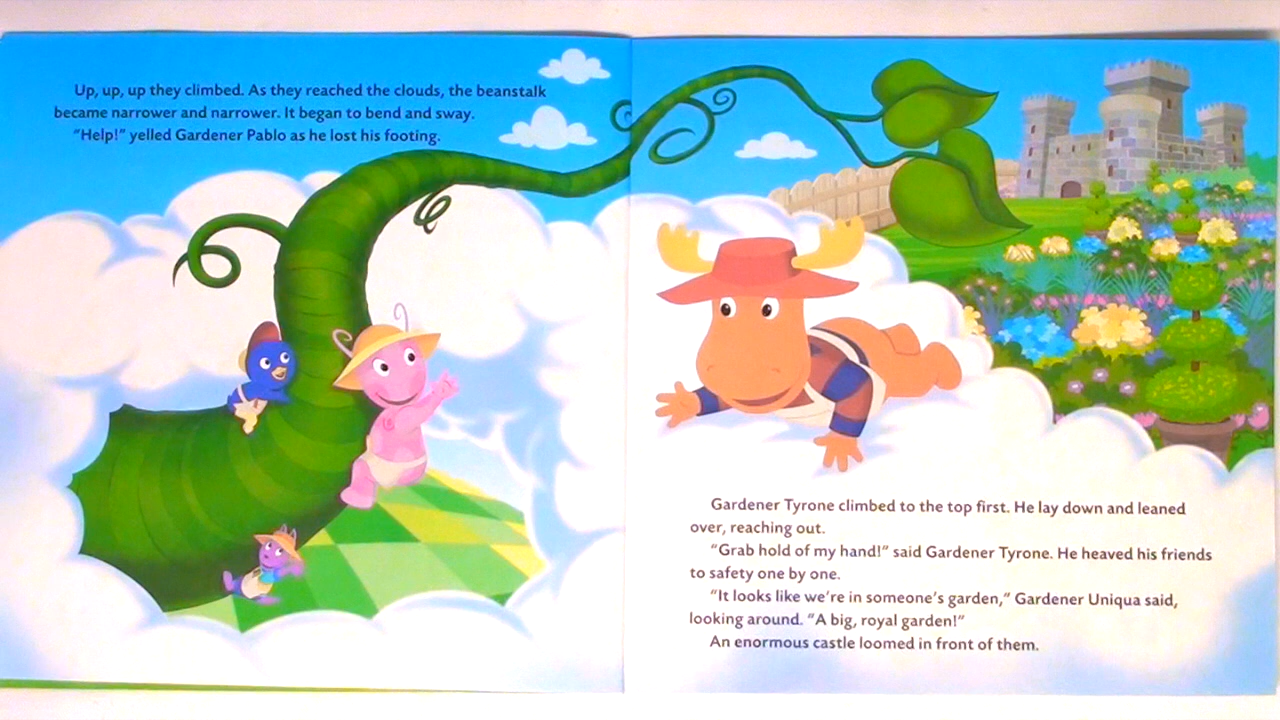 Up, up, up they climbed. As they reached the clouds, the beanstalk
became narrower and narrower. It began to bend and sway.
"Help!" yelled Gardener Pablo as he lost his footing.
Gardener Tyrone climbed to the top first. He lay down and leaned
over, reaching out.
"Grab hold of my hand!" said Gardener Tyrone. He heaved his friends
to safety one by one.
"It looks like we're in someone's garden," Gardener Uniqua said,
looking around. "A big, royal garden!"
An enormous castle loomed in front of them.